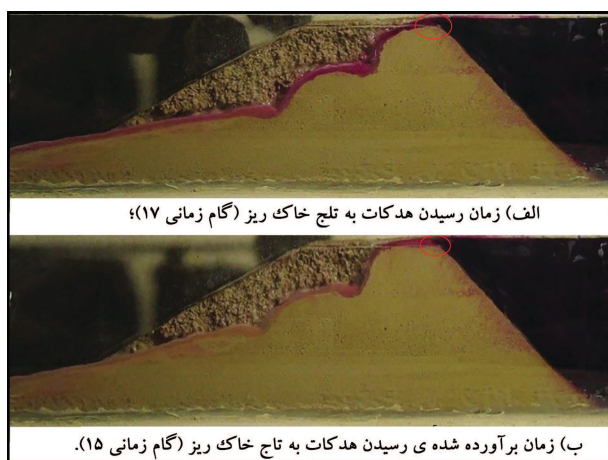 الف) زمان رسیدن هدکات به تلج خاک ریز (گام زمانی ۱۷)؛
ب) زمان برآورده شده ی رسیدن هدکات به تاج خاک ریز (گام زمانی ۱۵).